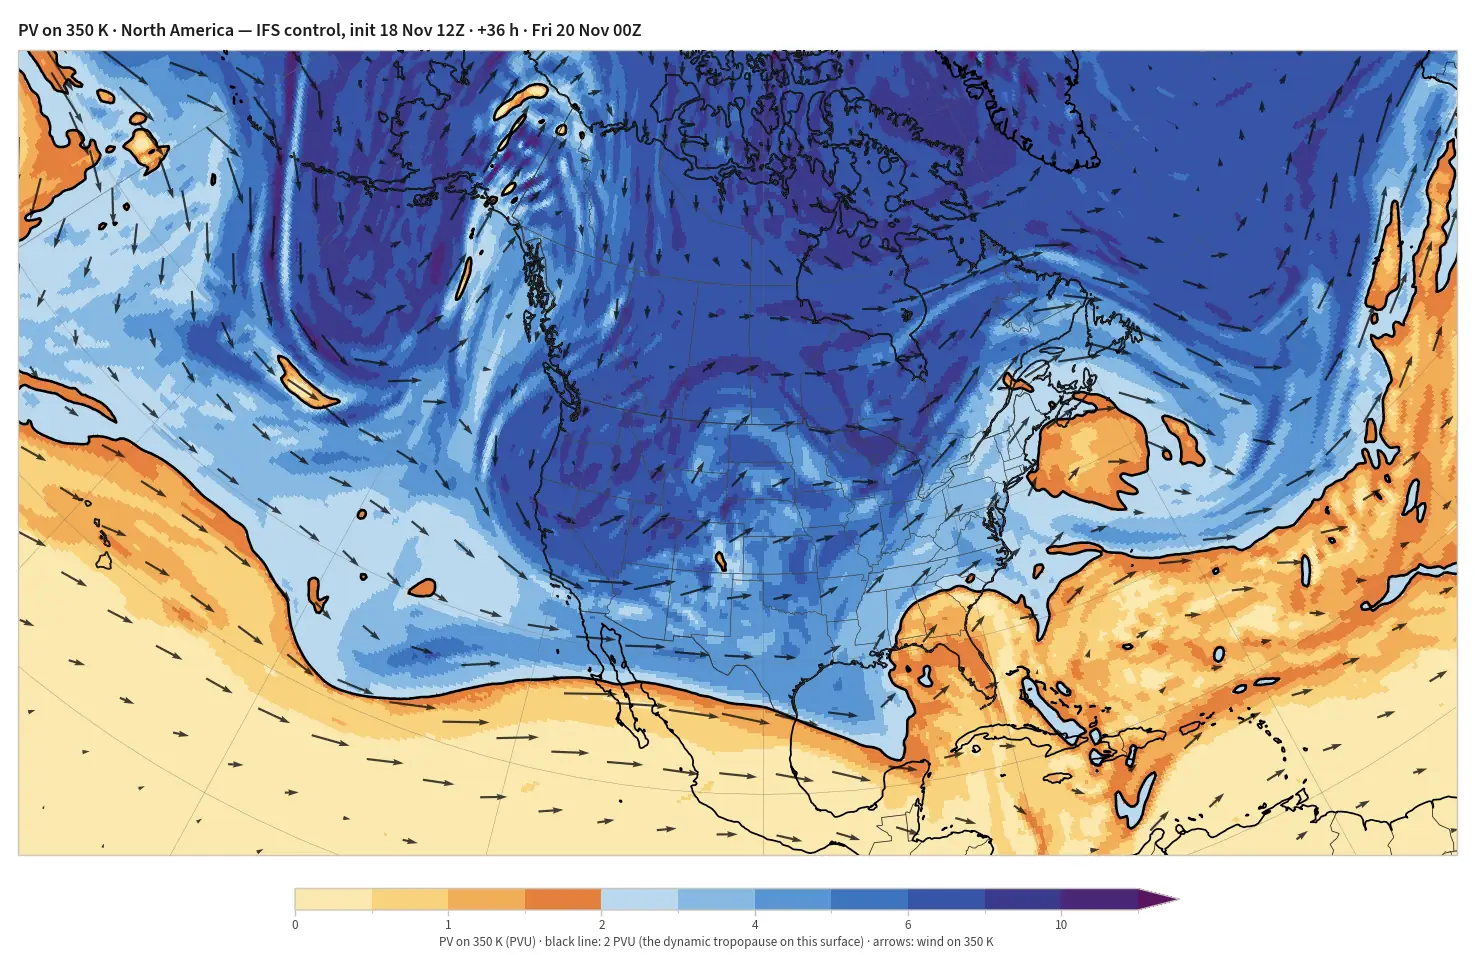 PV on 350 K · North America — IFS control, init 18 Nov 12Z · +36 h · Fri 20 Nov 00Z
0 1 2 4 6 10
PV on 350 K (PVU) · black line: 2 PVU (the dynamic tropopause on this surface) · arrows: wind on 350 K